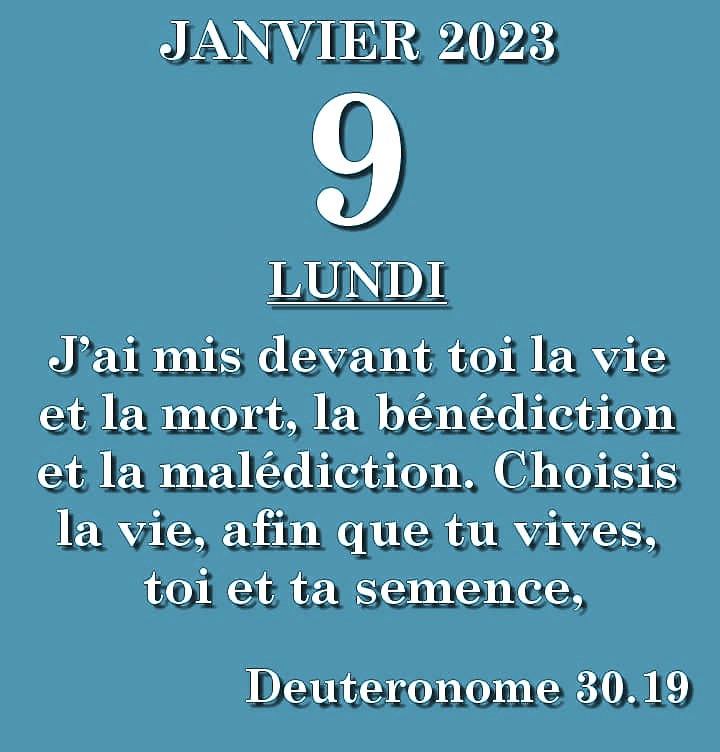 JANVIER 2023
9
LUNDI
J’ai mis devant toi la vie
et la mort, la bénédiction
et la malédiction. Choisis
la vie, afin que tu vives,
toi et ta semence,
Deuteronome 30.19